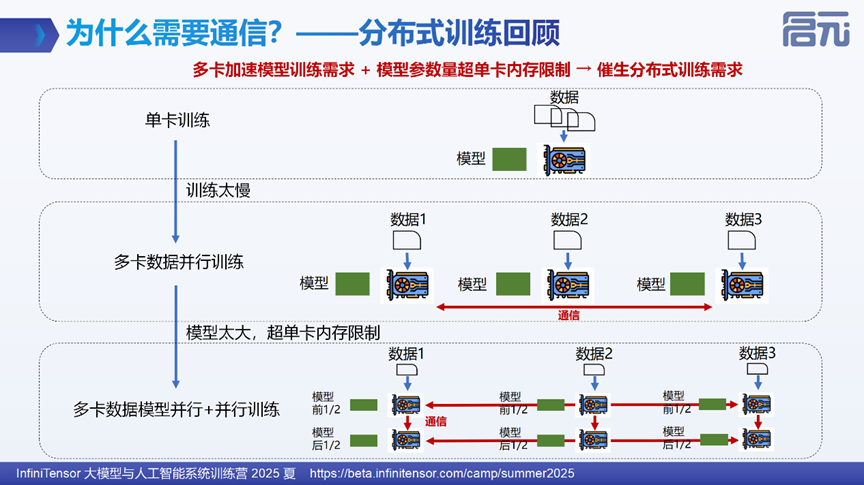 为什么需要通信？——分布式训练回顾
启元
多卡加速模型训练需求 + 模型参数量超单卡内存限制 → 催生分布式训练需求
数据
单卡训练
模型
训练太慢
数据1
数据2
数据3
多卡数据并行训练
模型
模型
模型
通信
模型太大，超单卡内存限制
数据1
数据2
数据3
多卡数据模型并行+并行训练
模型
前1/2
模型
前1/2
模型
前1/2
通信
模型
后1/2
模型
后1/2
模型
后1/2
InfiniTensor 大模型与人工智能系统训练营 2025 夏 https://beta.infinitensor.com/camp/summer2025